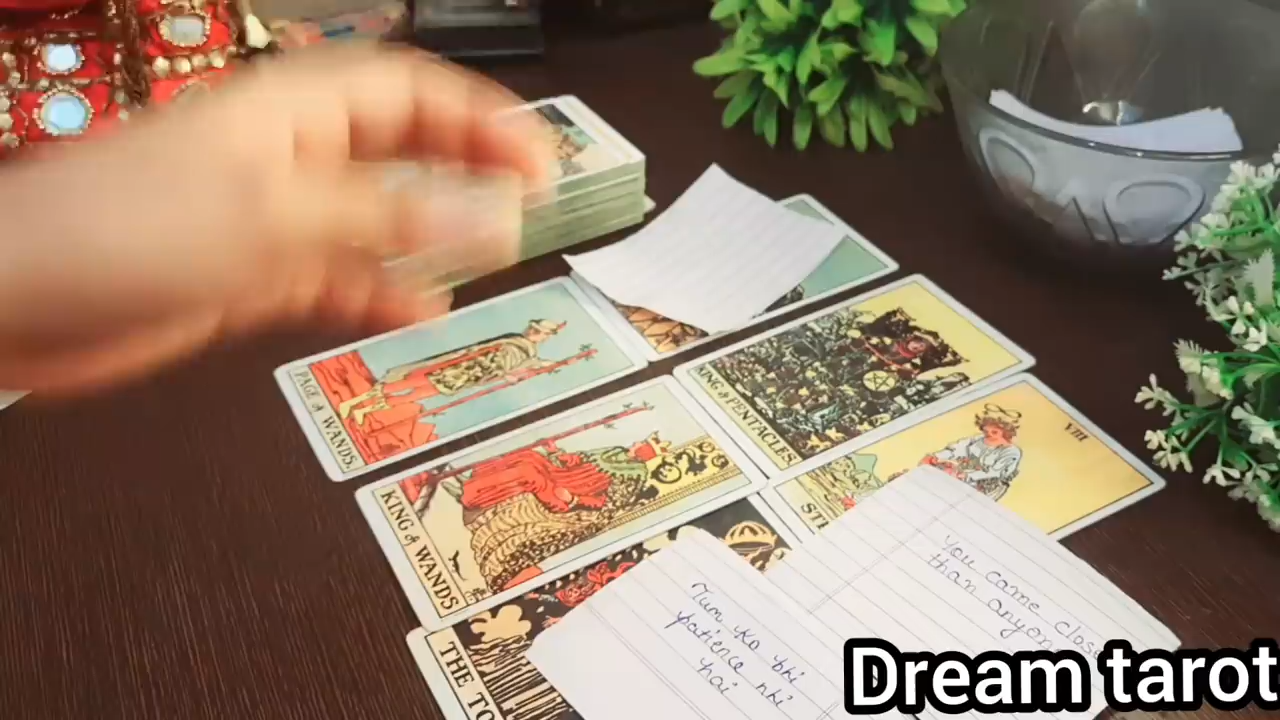 PAGE of WANDS.
KING of PENTACLES
VIII
KING of WANDS
THE TO
you came close
than anyone
Tum ko bhi
patience nhi
hai
Dream tarot